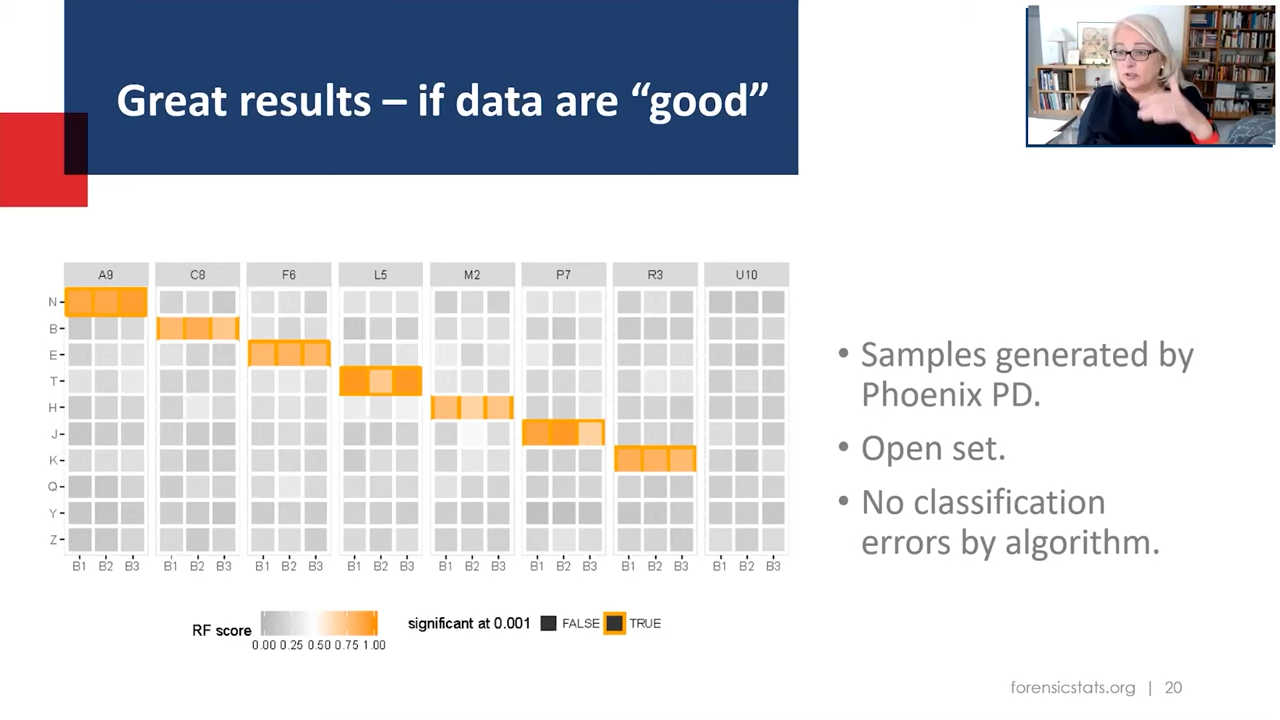 Great results – if data are “good”
A9 C8 F6 L5 M2 P7 R3 U10
N
B
E
T
H
J
K
Q
Y
Z
B1 B2 B3 B1 B2 B3 B1 B2 B3 B1 B2 B3 B1 B2 B3 B1 B2 B3 B1 B2 B3 B1 B2 B3
RF score
0.00 0.25 0.50 0.75 1.00
significant at 0.001 FALSE TRUE
• Samples generated by
Phoenix PD.
• Open set.
• No classification
errors by algorithm.
forensicstats.org | 20